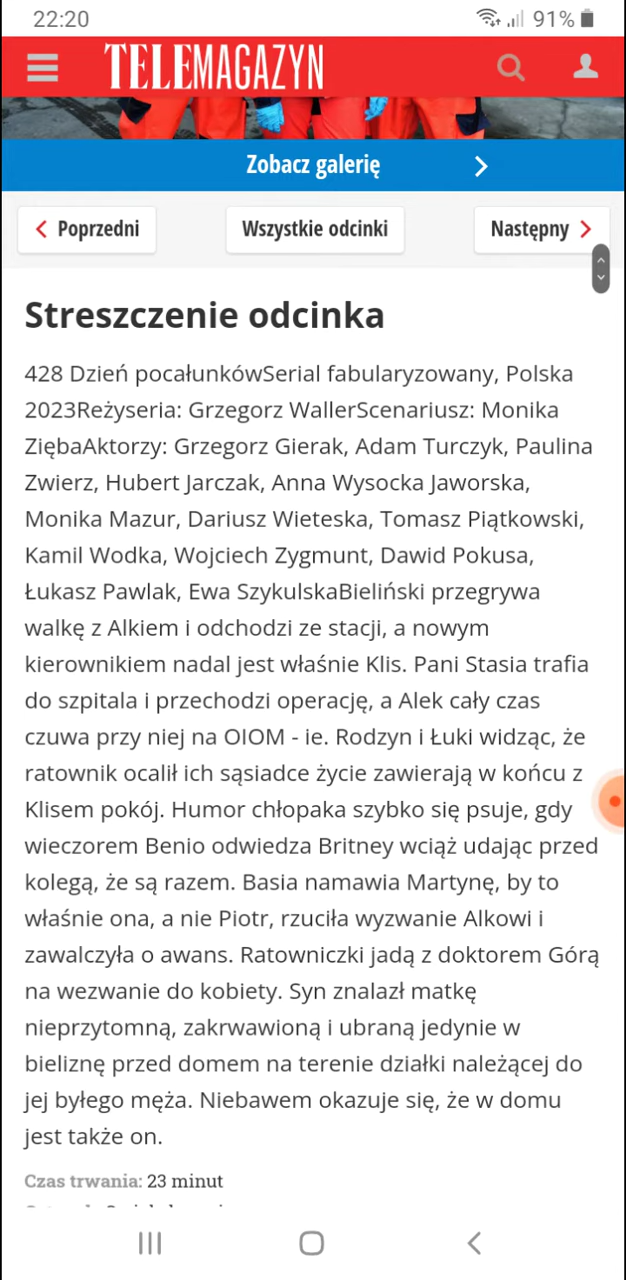 22:20
91%
TELEMAGAZYN
Zobacz galerię
Poprzedni
Wszystkie odcinki
Następny
Streszczenie odcinka
428 Dzień pocałunkówSerial fabularyzowany, Polska
2023Reżyseria: Grzegorz WallerScenariusz: Monika
ZiębaAktorzy: Grzegorz Gierak, Adam Turczyk, Paulina
Zwierz, Hubert Jarczak, Anna Wysocka Jaworska,
Monika Mazur, Dariusz Wieteska, Tomasz Piątkowski,
Kamil Wodka, Wojciech Zygmunt, Dawid Pokusa,
Łukasz Pawlak, Ewa SzykulskaBieliński przegrywa
walkę z Alkiem i odchodzi ze stacji, a nowym
kierownikiem nadal jest właśnie Klis. Pani Stasia trafia
do szpitala i przechodzi operację, a Alek cały czas
czuwa przy niej na OIOM - ie. Rodzyn i Łuki widząc, że
ratownik ocalił ich sąsiadce życie zawierają w końcu z
Klisem pokój. Humor chłopaka szybko się psuje, gdy
wieczorem Benio odwiedza Britney wciąż udając przed
kolegą, że są razem. Basia namawia Martynę, by to
właśnie ona, a nie Piotr, rzuciła wyzwanie Alkowi i
zawalczyła o awans. Ratowniczki jadą z doktorem Górą
na wezwanie do kobiety. Syn znalazł matkę
nieprzytomną, zakrwawioną i ubraną jedynie w
bieliznę przed domem na terenie działki należącej do
jej byłego męża. Niebawem okazuje się, że w domu
jest także on.
Czas trwania: 23 minut